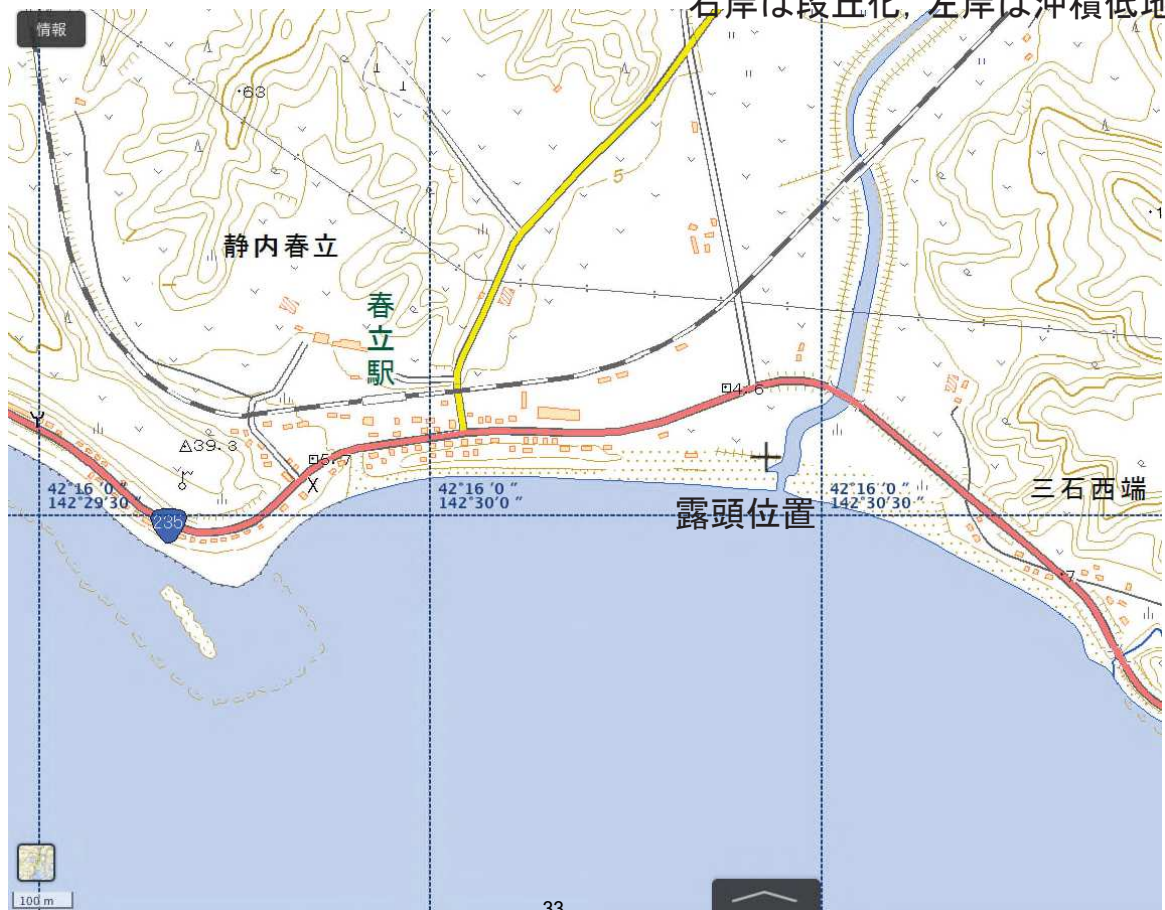 右岸は段丘化，左岸は沖積低地
情報
・63
5
静内春立
春立駅
4.6
39.3
5.7
42°16 ′0 ″
142°29′30 ″
42°16 ′0 ″
142°30′0 ″
42°16 ′0 ″
142°30′30 ″
三石西端
露頭位置
235
・7
100 m
33